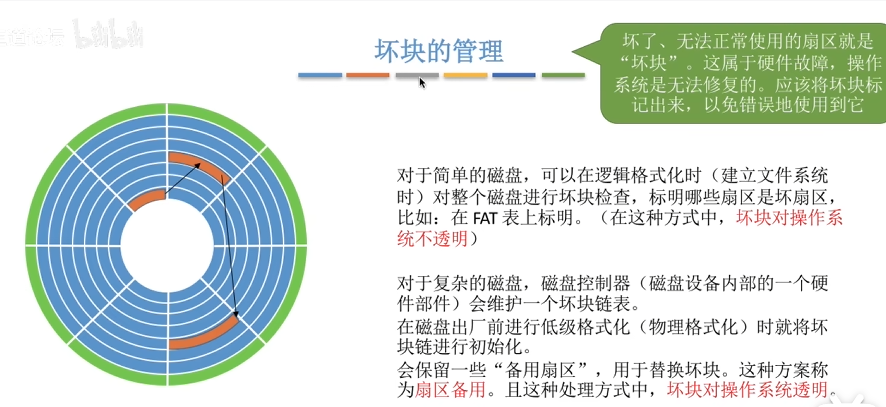 坏块的管理
坏了、无法正常使用的扇区就是
“坏块”。这属于硬件故障，操作
系统是无法修复的。应该将坏块标
记出来，以免错误地使用到它
对于简单的磁盘，可以在逻辑格式化时（建立文件系统
时）对整个磁盘进行坏块检查，标明哪些扇区是坏扇区，
比如：在 FAT 表上标明。（在这种方式中，坏块对操作系
统不透明）
对于复杂的磁盘，磁盘控制器（磁盘设备内部的一个硬
件部件）会维护一个坏块链表。
在磁盘出厂前进行低级格式化（物理格式化）时就将坏
块链进行初始化。
会保留一些“备用扇区”，用于替换坏块。这种方案称
为扇区备用。且这种处理方式中，坏块对操作系统透明。
bilibili